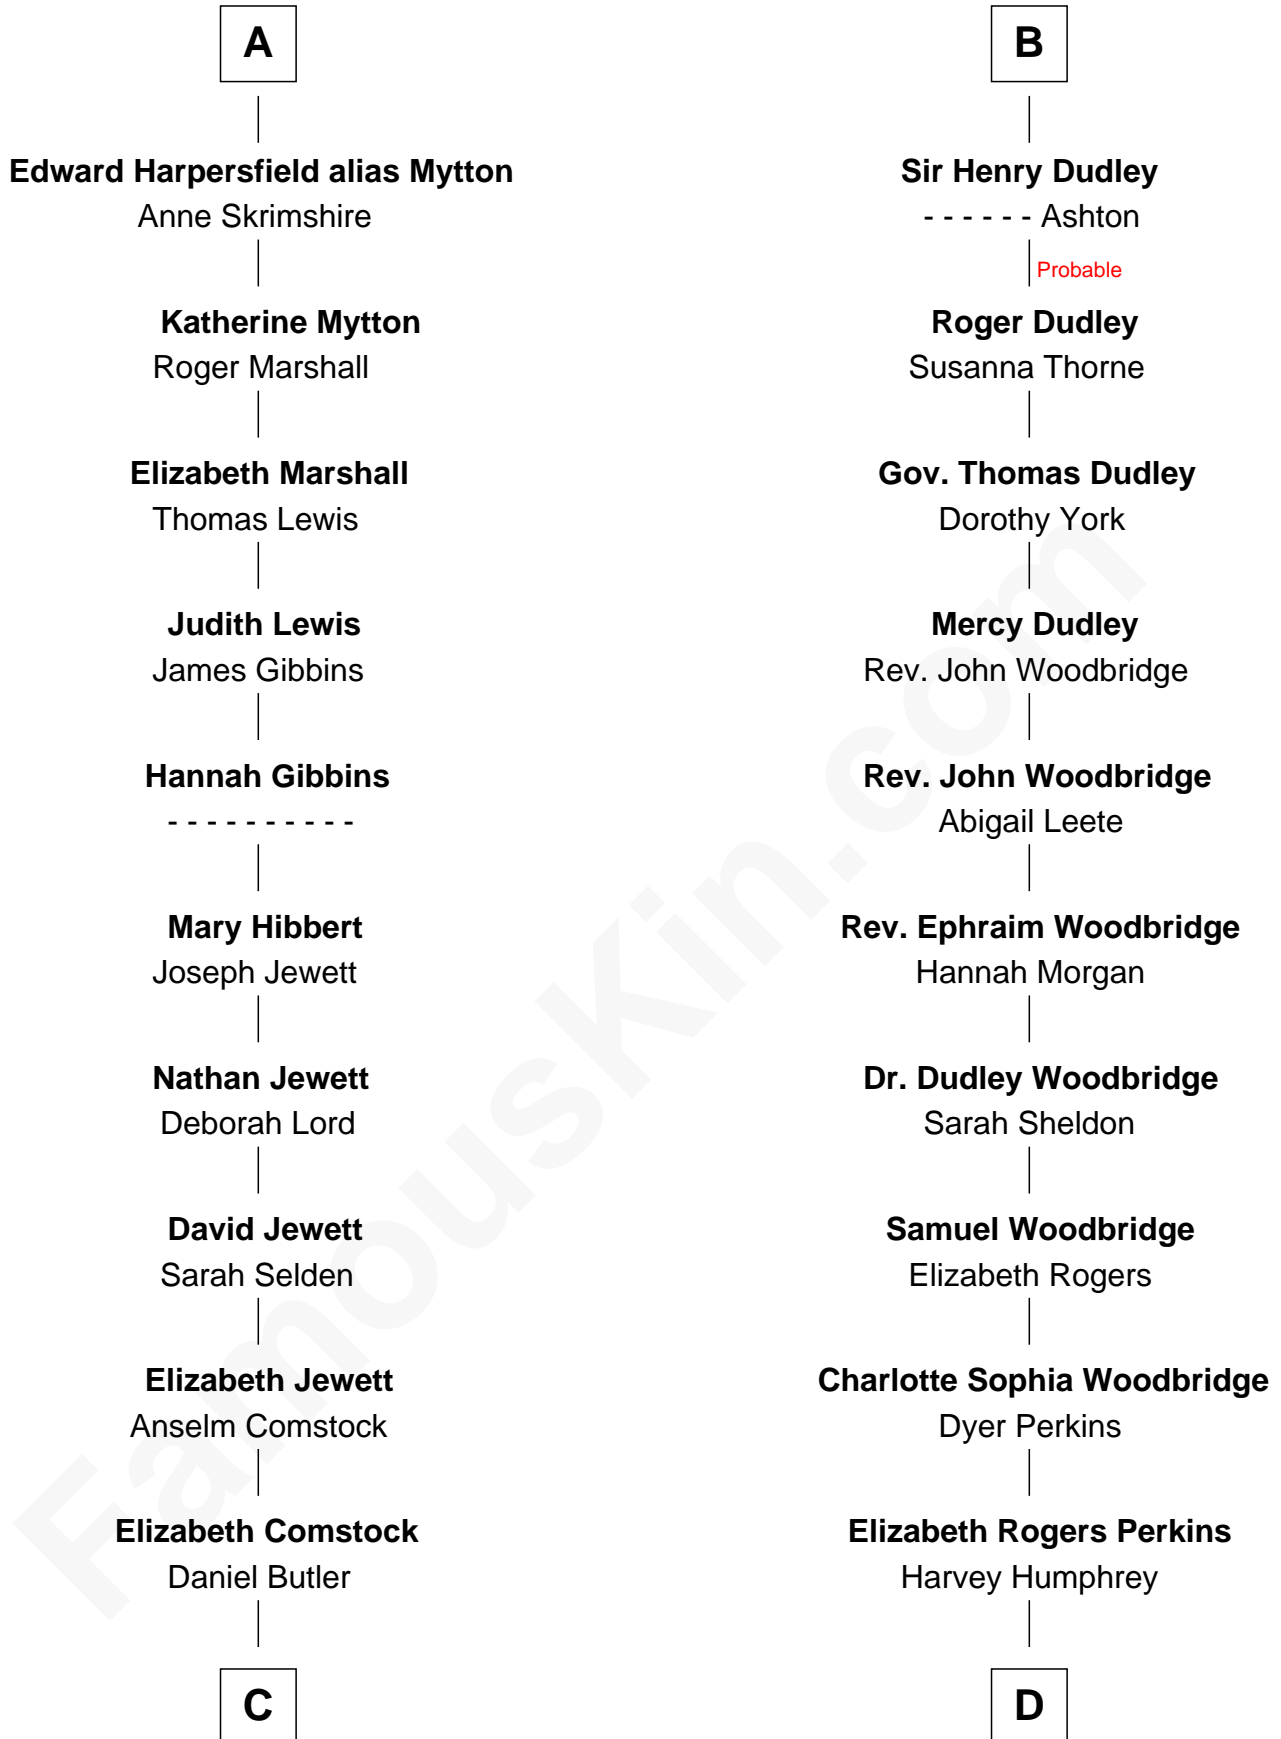 A
Edward Harpersfield alias Mytton
Anne Skrimshire
Katherine Mytton
Roger Marshall
Elizabeth Marshall
Thomas Lewis
Judith Lewis
James Gibbins
Hannah Gibbins
- - - - - - - - - -
Mary Hibbert
Joseph Jewett
Nathan Jewett
Deborah Lord
David Jewett
Sarah Selden
Elizabeth Jewett
Anselm Comstock
Elizabeth Comstock
Daniel Butler
C
B
Sir Henry Dudley
- - - - - - Ashton
Probable
Roger Dudley
Susanna Thorne
Gov. Thomas Dudley
Dorothy York
Mercy Dudley
Rev. John Woodbridge
Rev. John Woodbridge
Abigail Leete
Rev. Ephraim Woodbridge
Hannah Morgan
Dr. Dudley Woodbridge
Sarah Sheldon
Samuel Woodbridge
Elizabeth Rogers
Charlotte Sophia Woodbridge
Dyer Perkins
Elizabeth Rogers Perkins
Harvey Humphrey
D
FamousKin.com